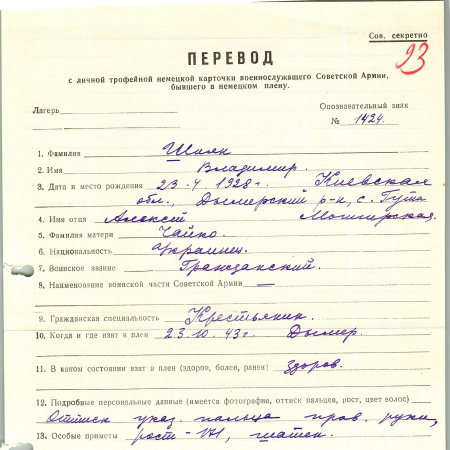 Сов. секретно
93
ПЕРЕВОД
с личной трофейной немецкой карточки военнослужащего Советской Армии,
бывшего в немецком плену.
Лагерь
Опознавательный знак
№ 1424.
1. Фамилия Шпак
2. Имя Владимир.
3. Дата и место рождения 23.4.1928 г. Киевская
обл., Дымерский р-н, с. Гута
4. Имя отца Алексей
5. Фамилия матери Чайко.
6. Национальность Украинец.
7. Воинское звание Гражданский.
8. Наименование воинской части Советской Армии —
9. Гражданская специальность Крестьянин.
10. Когда и где взят в плен 23.10.43 г. Дымер.
11. В каком состоянии взят в плен (здоров, болен, ранен) здоров.
12. Подробные персональные данные (имеется фотография, оттиск пальцев, рост, цвет волос)
Оттиск указ. пальца прав. руки,
13. Особые приметы рост - 171, шатен.